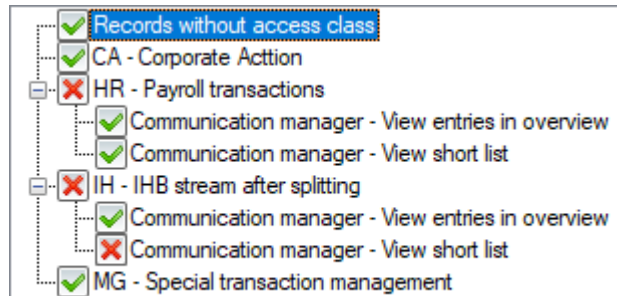 Records without access class
CA - Corporate Acttion
HR - Payroll transactions
Communication manager - View entries in overview
Communication manager - View short list
IH - IHB stream after splitting
Communication manager - View entries in overview
Communication manager - View short list
MG - Special transaction management